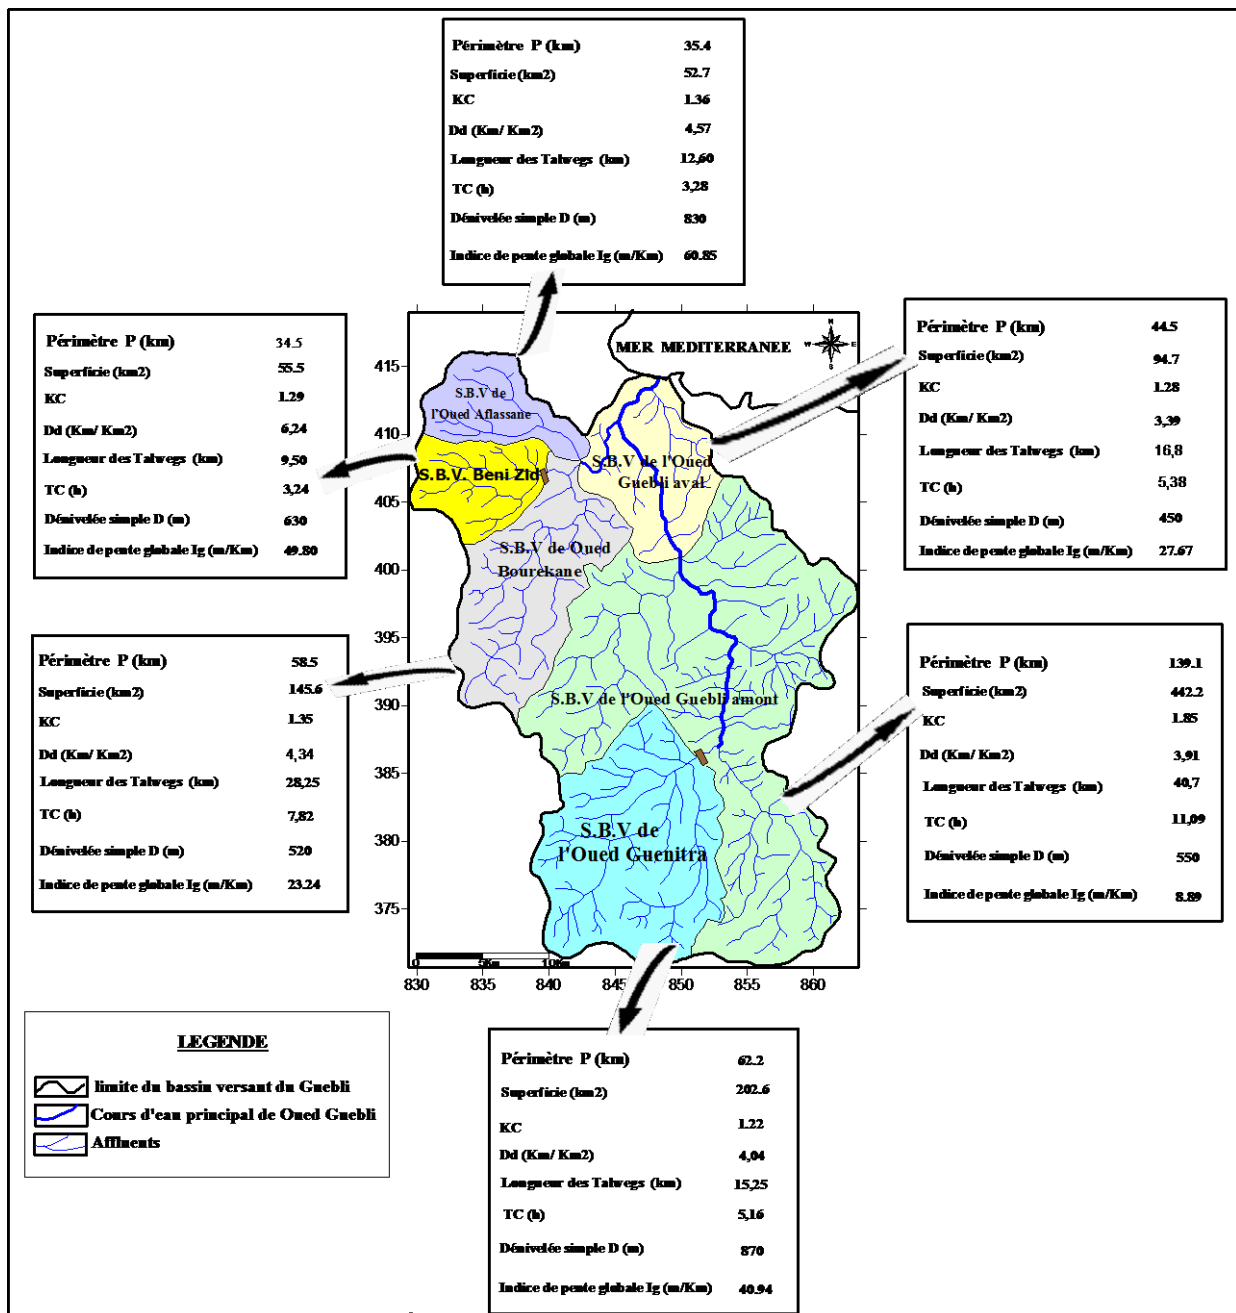 Périmètre P (km) 35.4
Superficie (km2) 52.7
KC 1.36
Dd (Km/ Km2) 4,57
Longueur des Talwegs (km) 12,60
TC (h) 3,28
Dénivelée simple D (m) 830
Indice de pente globale Ig (m/Km) 60.85
Périmètre P (km) 34.5
Superficie (km2) 55.5
KC 1.29
Dd (Km/ Km2) 6,24
Longueur des Talwegs (km) 9,50
TC (h) 3,24
Dénivelée simple D (m) 630
Indice de pente globale Ig (m/Km) 49.80
Périmètre P (km) 44.5
Superficie (km2) 94.7
KC 1.28
Dd (Km/ Km2) 3,39
Longueur des Talwegs (km) 16,8
TC (h) 5,38
Dénivelée simple D (m) 450
Indice de pente globale Ig (m/Km) 27.67
Périmètre P (km) 58.5
Superficie (km2) 145.6
KC 1.35
Dd (Km/ Km2) 4,34
Longueur des Talwegs (km) 28,25
TC (h) 7,82
Dénivelée simple D (m) 520
Indice de pente globale Ig (m/Km) 23.24
Périmètre P (km) 139.1
Superficie (km2) 442.2
KC 1.85
Dd (Km/ Km2) 3,91
Longueur des Talwegs (km) 40,7
TC (h) 11,09
Dénivelée simple D (m) 550
Indice de pente globale Ig (m/Km) 8.89
MER MEDITERRANEE
N
W E
S
S.B.V de
l'Oued Aflassane
S.B.V. Beni Zid
S.B.V de l'Oued
Guebli aval
S.B.V de Oued
Bourekane
S.B.V de l'Oued Guebli amont
S.B.V de
l'Oued Guenitra
415
410
405
400
395
390
385
380
375
0 5Km 10Km
830 835 840 845 850 855 860
LEGENDE
limite du bassin versant du Guebli
Cours d'eau principal de Oued Guebli
Affluents
Périmètre P (km) 62.2
Superficie (km2) 202.6
KC 1.22
Dd (Km/ Km2) 4,04
Longueur des Talwegs (km) 15,25
TC (h) 5,16
Dénivelée simple D (m) 870
Indice de pente globale Ig (m/Km) 40.94